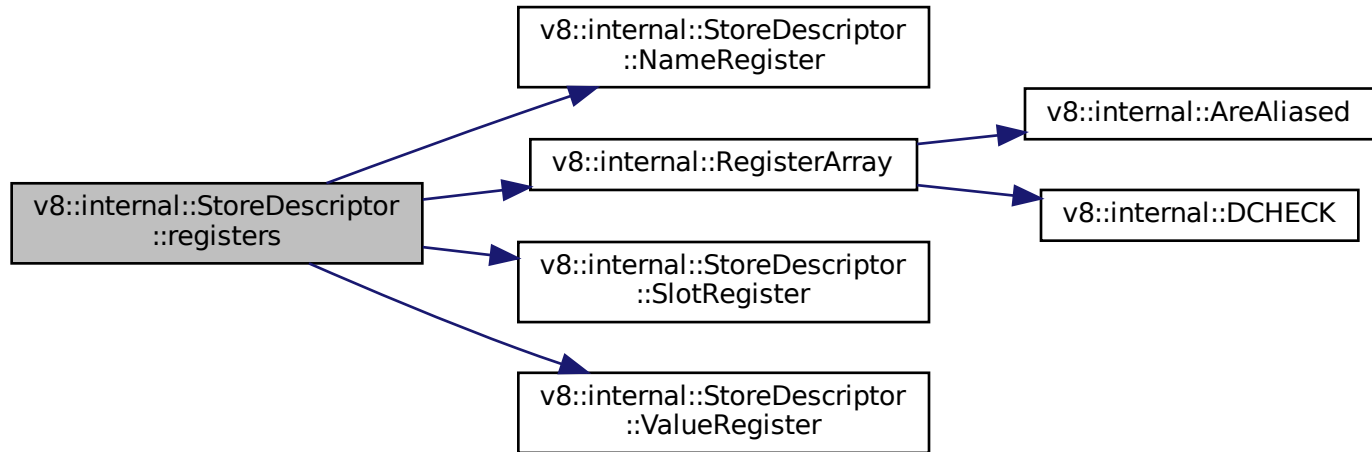 v8::internal::StoreDescriptor
::registers
v8::internal::StoreDescriptor
::NameRegister
v8::internal::RegisterArray
v8::internal::StoreDescriptor
::SlotRegister
v8::internal::StoreDescriptor
::ValueRegister
v8::internal::AreAliased
v8::internal::DCHECK